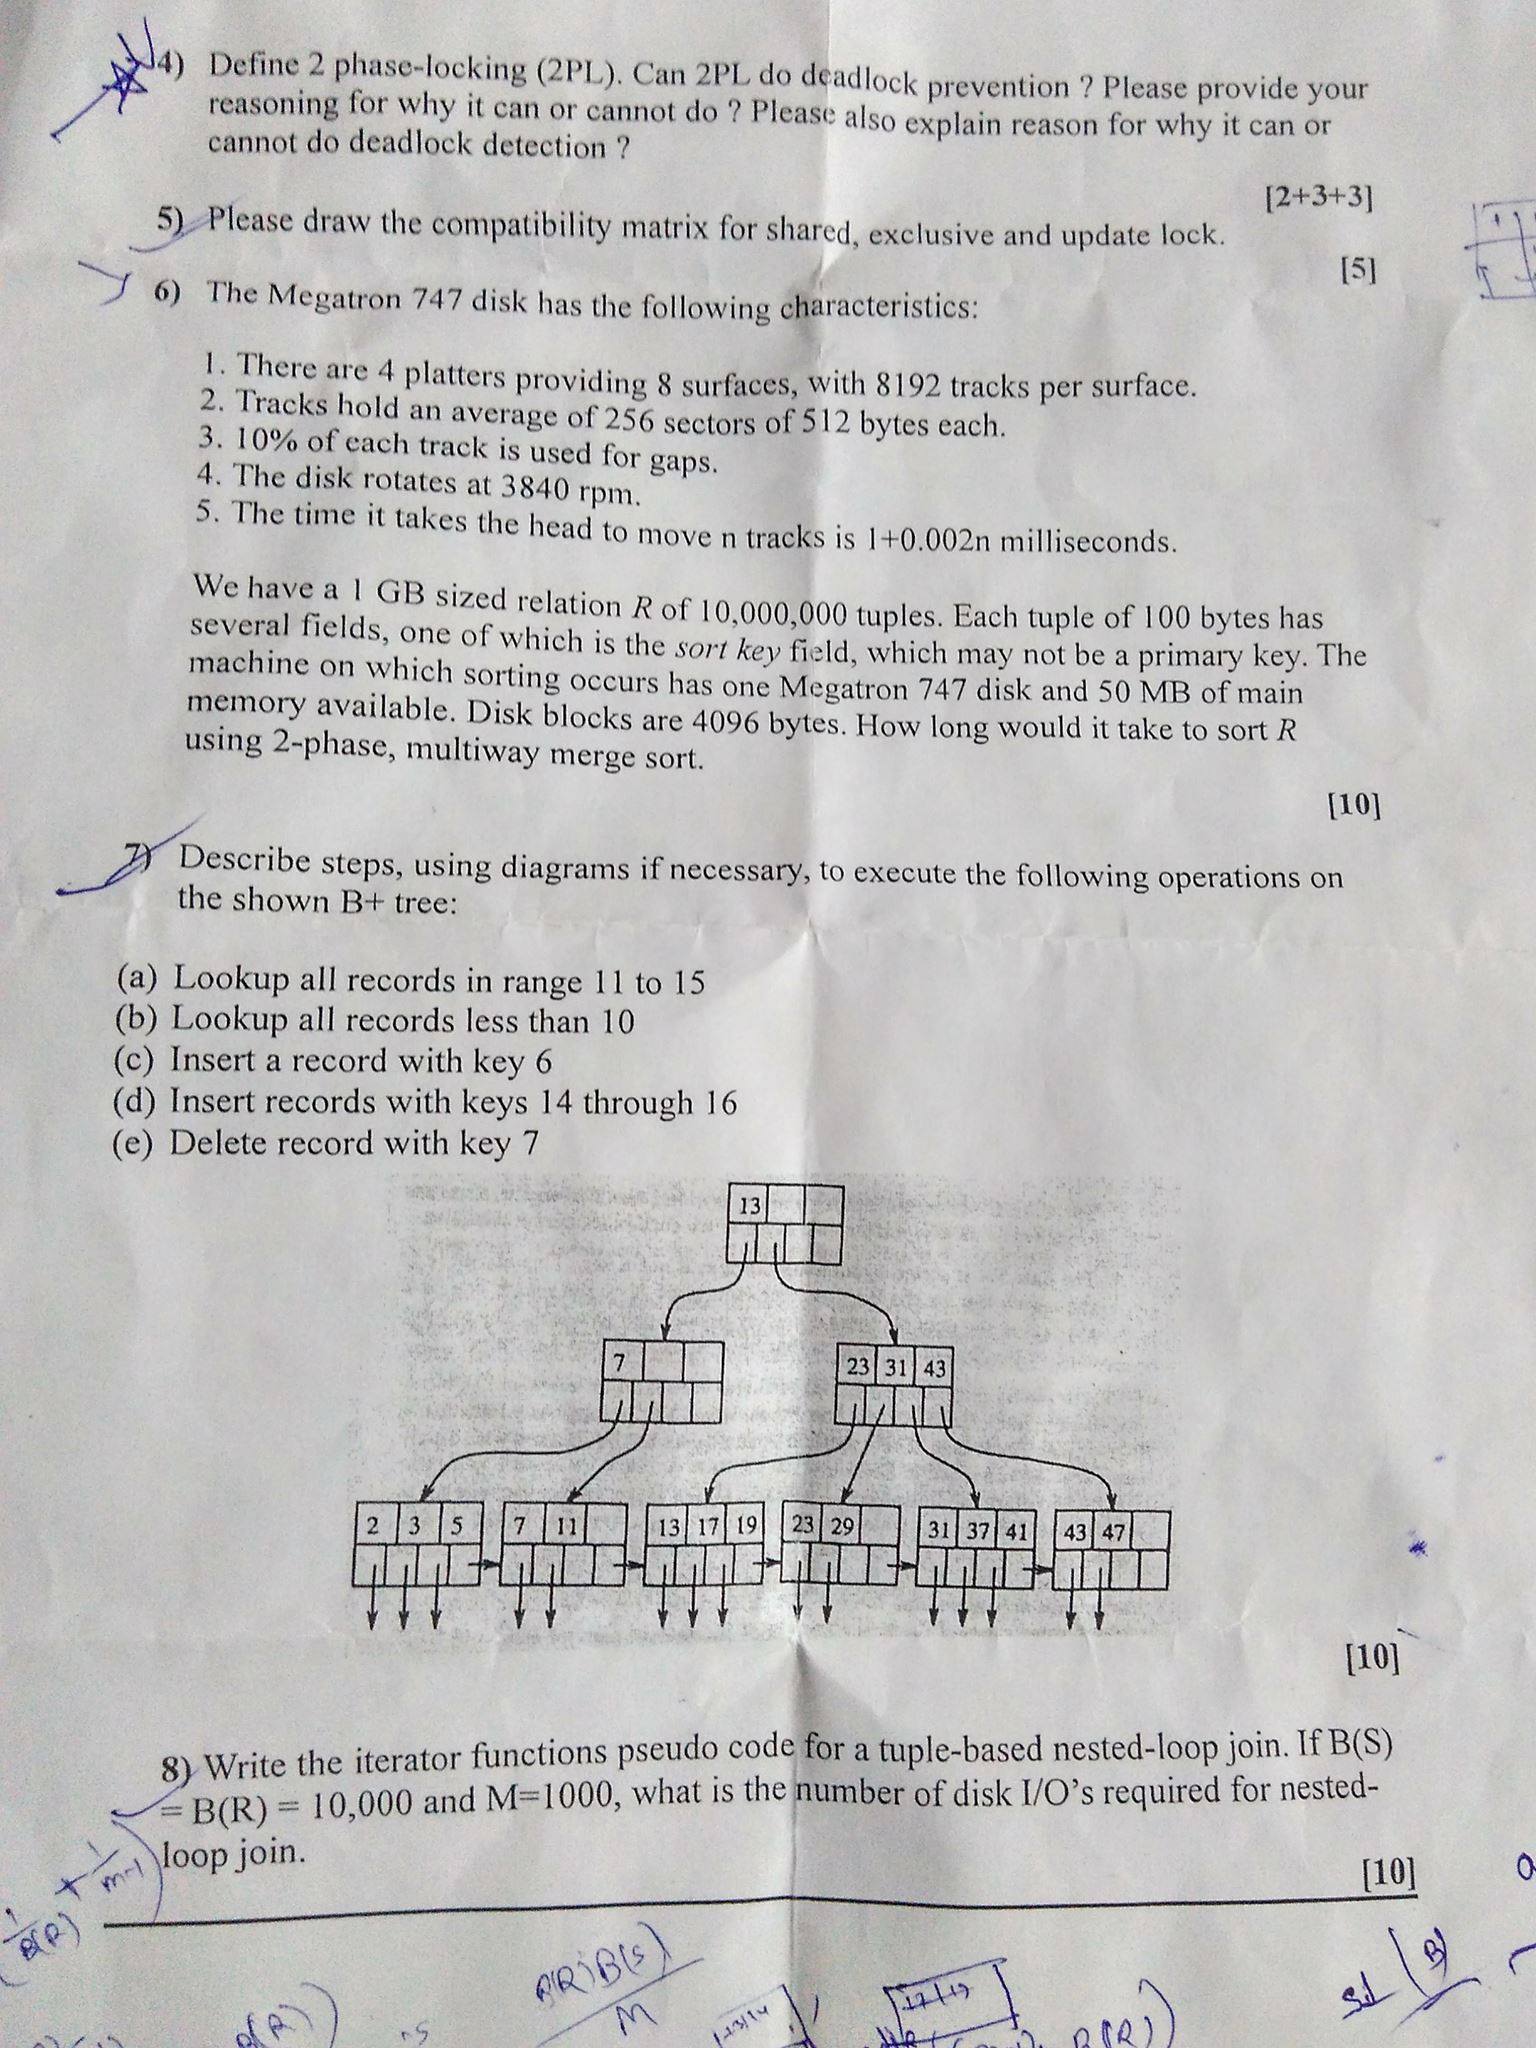 4) Define 2 phase-locking (2PL). Can 2PL do deadlock prevention ? Please provide your
reasoning for why it can or cannot do ? Please also explain reason for why it can or
cannot do deadlock detection ?
[2+3+3]
5) Please draw the compatibility matrix for shared, exclusive and update lock.
[5]
6) The Megatron 747 disk has the following characteristics:
1. There are 4 platters providing 8 surfaces, with 8192 tracks per surface.
2. Tracks hold an average of 256 sectors of 512 bytes each.
3. 10% of each track is used for gaps.
4. The disk rotates at 3840 rpm.
5. The time it takes the head to move n tracks is 1+0.002n milliseconds.
We have a 1 GB sized relation R of 10,000,000 tuples. Each tuple of 100 bytes has
several fields, one of which is the sort key field, which may not be a primary key. The
machine on which sorting occurs has one Megatron 747 disk and 50 MB of main
memory available. Disk blocks are 4096 bytes. How long would it take to sort R
using 2-phase, multiway merge sort.
[10]
7) Describe steps, using diagrams if necessary, to execute the following operations on
the shown B+ tree:
(a) Lookup all records in range 11 to 15
(b) Lookup all records less than 10
(c) Insert a record with key 6
(d) Insert records with keys 14 through 16
(e) Delete record with key 7
13
7
23 31 43
2 3 5 7 11 13 17 19 23 29 31 37 41 43 47
[10]
8) Write the iterator functions pseudo code for a tuple-based nested-loop join. If B(S)
= B(R) = 10,000 and M=1000, what is the number of disk I/O's required for nested-
loop join.
[10]
B(R)B(S)
M